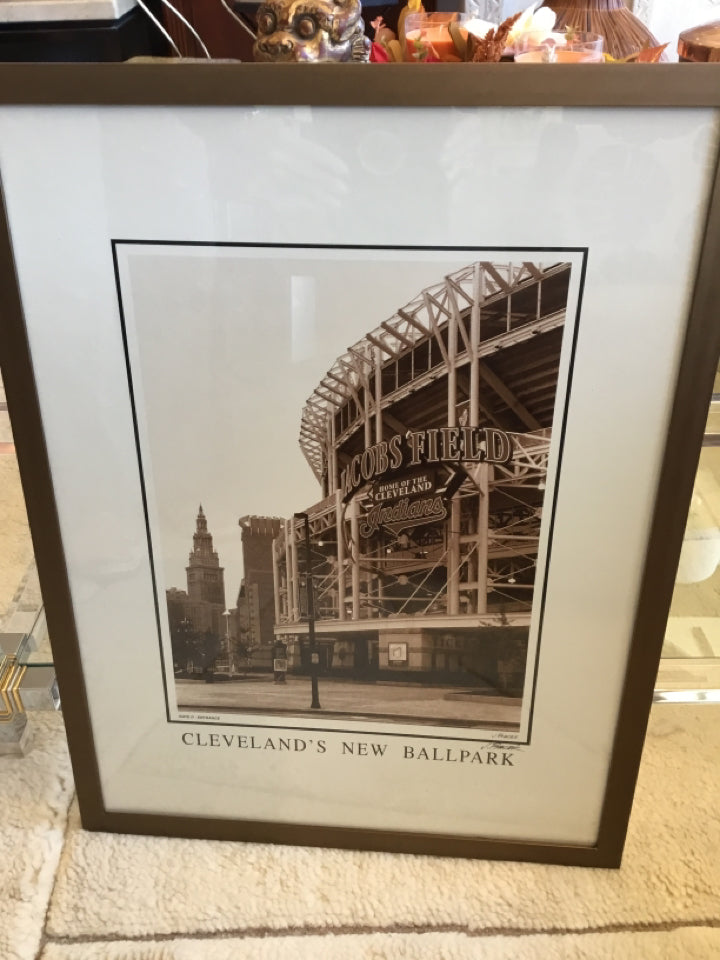 JACOBS FIELD
HOME OF THE
CLEVELAND
Indians
CLEVELAND'S NEW BALLPARK